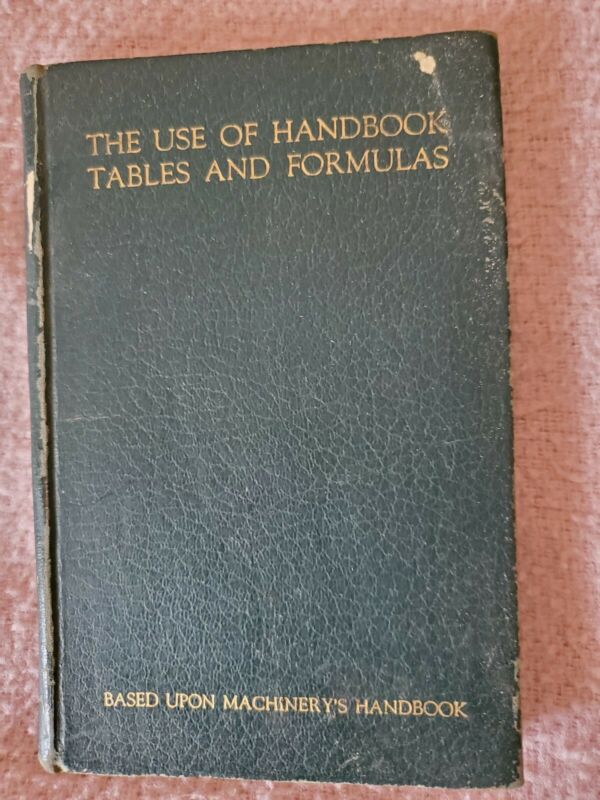 THE USE OF HANDBOOK
TABLES AND FORMULAS
BASED UPON MACHINERY'S HANDBOOK